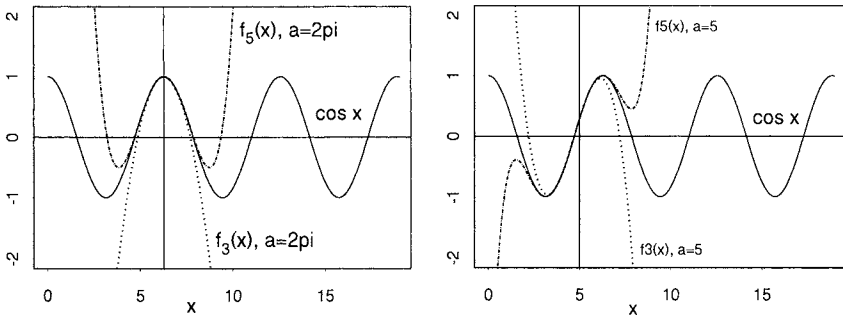 2
1
0
-1
-2
f₅(x), a=2pi
cos x
f₃(x), a=2pi
0
5
10
15
x
2
1
0
-1
-2
f5(x), a=5
cos x
f3(x), a=5
0
5
10
15
x